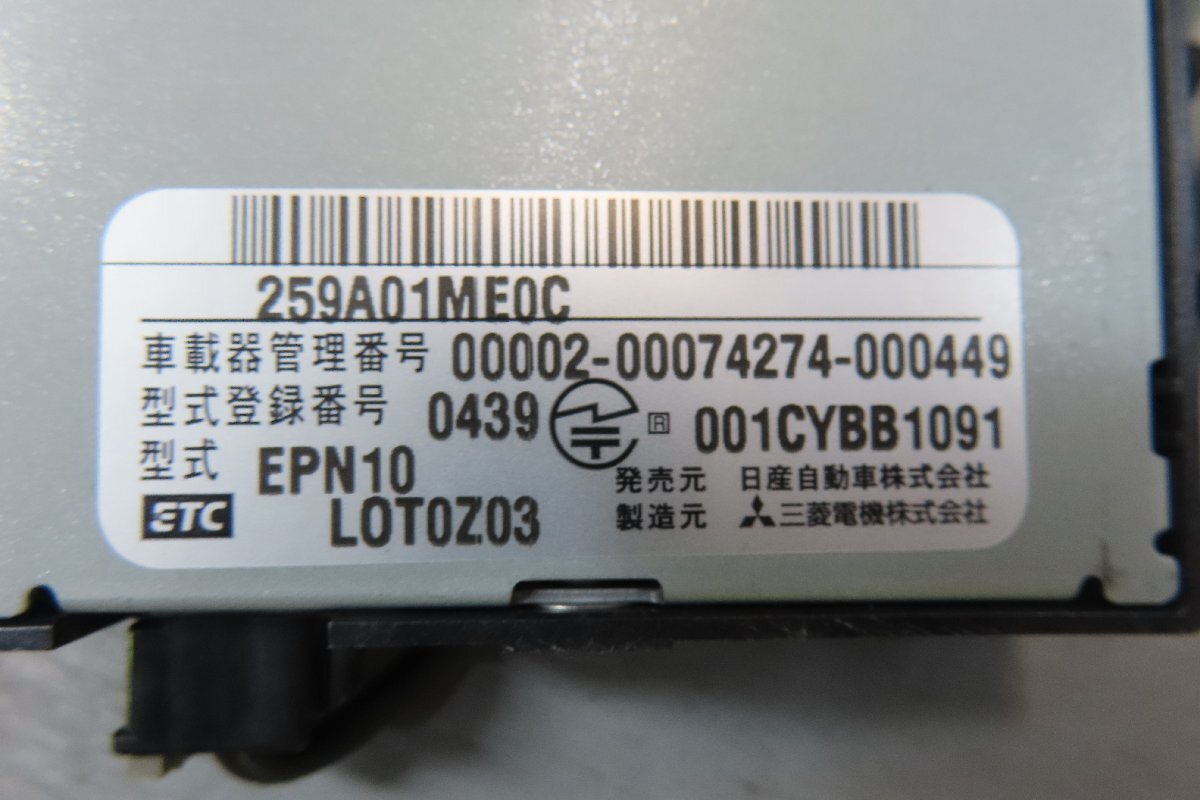 259A01ME0C
車載器管理番号 00002-00074274-000449
型式登録番号 0439 R 001CYBB1091
型式 EPN10 発売元 日産自動車株式会社
ETC LOT0Z03 製造元 三菱電機株式会社